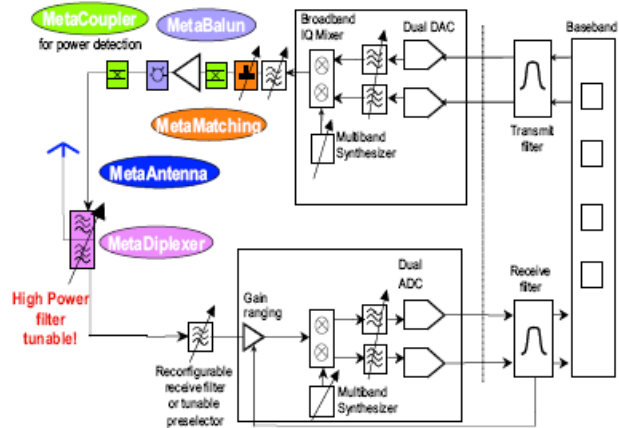 MetaCoupler
for power detection
MetaBalun
Broadband
IQ Mixer
Dual DAC
Baseband
MetaMatching
Multiband
Synthesizer
Transmit
filter
MetaAntenna
MetaDiplexer
High Power
filter
tunable!
Gain
ranging
Dual
ADC
Receive
filter
Reconfigurable
receive filter
or tunable
preselector
Multiband
Synthesizer